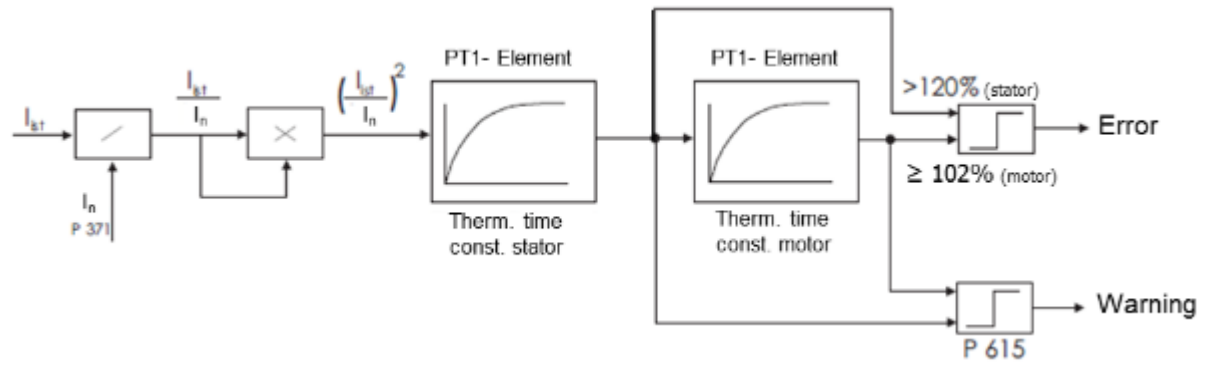 PT1- Element
PT1- Element
>120% (stator)
I_ist
I_ist
I_n
(I_ist
I_n)²
Error
≥ 102% (motor)
I_n
P 371
Therm. time
const. stator
Therm. time
const. motor
Warning
P 615